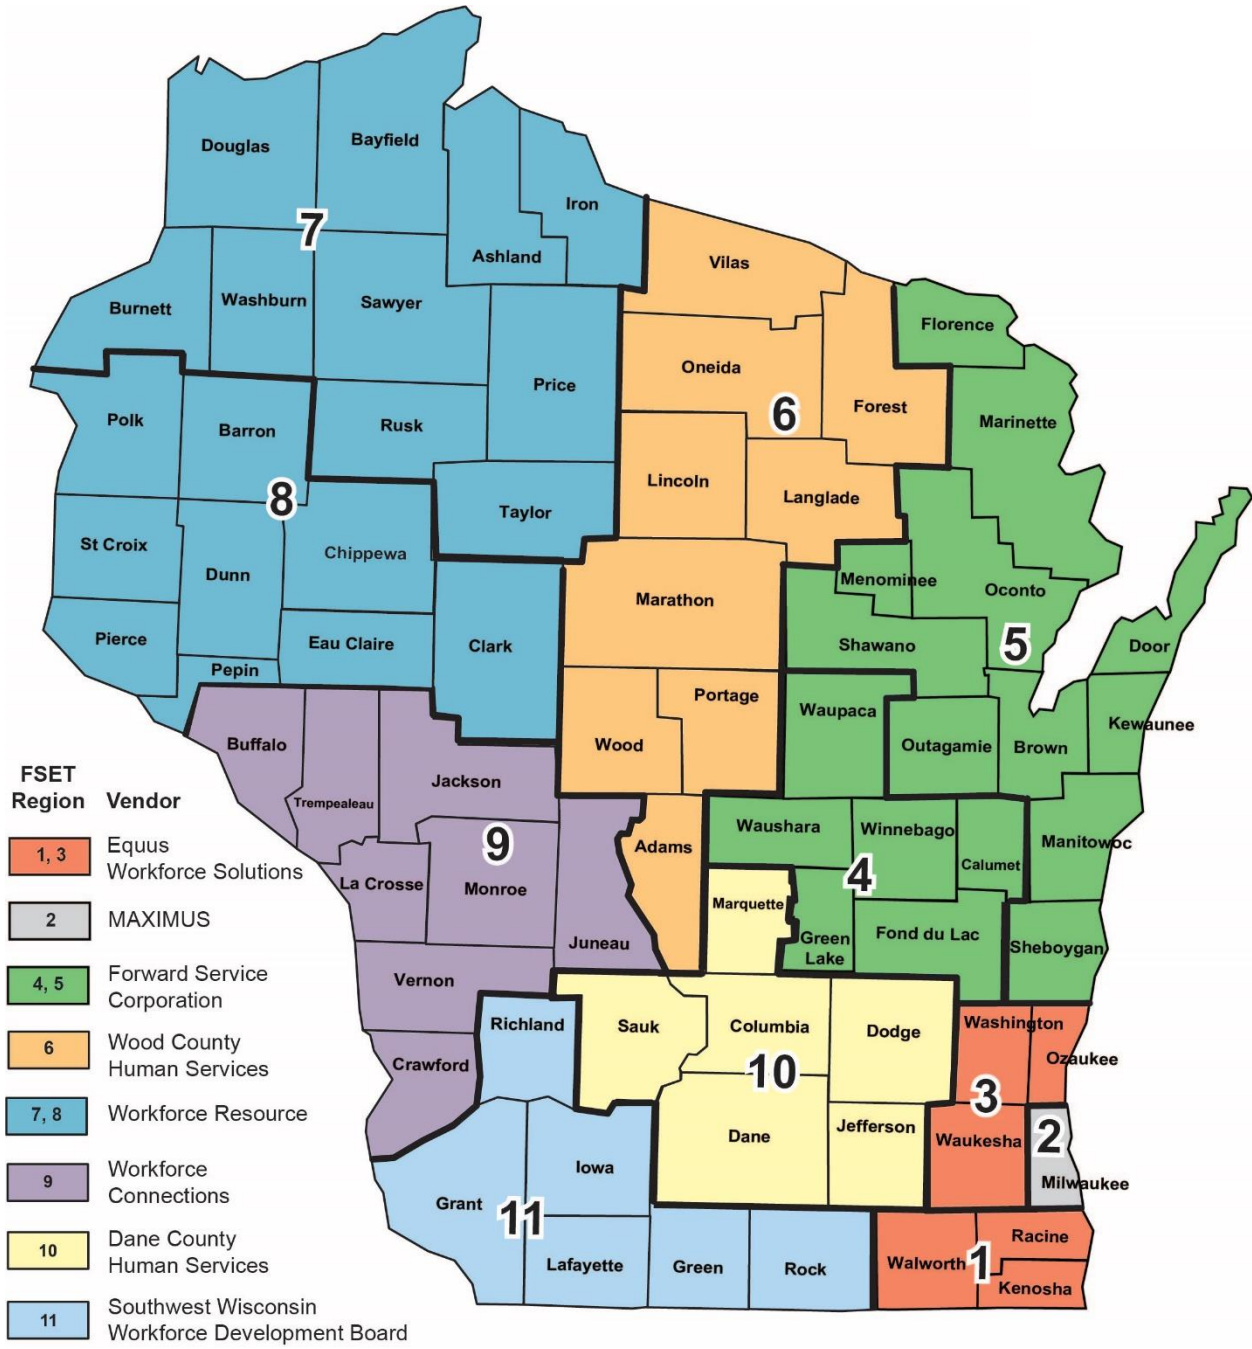 Douglas
Bayfield
Iron
7
Ashland
Vilas
Burnett
Washburn
Sawyer
Florence
Oneida
Price
Forest
6
Polk
Barron
Rusk
Marinette
Lincoln
Langlade
8
Taylor
St Croix
Chippewa
Dunn
Menominee
Oconto
Marathon
Pierce
Eau Claire
Clark
Shawano
5
Door
Pepin
Portage
Waupaca
Kewaunee
Buffalo
Wood
Outagamie
Brown
Jackson
Trempealeau
Waushara
Winnebago
Manitowoc
9
Adams
Calumet
4
La Crosse
Monroe
Marquette
Juneau
Green
Lake
Fond du Lac
Sheboygan
Vernon
Richland
Sauk
Columbia
Dodge
Washington
Ozaukee
Crawford
10
3
Dane
Jefferson
Waukesha
2
Milwaukee
Iowa
Grant
11
Lafayette
Green
Rock
Walworth
1
Racine
Kenosha
FSET
Region Vendor
1, 3 Equus
Workforce Solutions
2 MAXIMUS
4, 5 Forward Service
Corporation
6 Wood County
Human Services
7, 8 Workforce Resource
9 Workforce
Connections
10 Dane County
Human Services
11 Southwest Wisconsin
Workforce Development Board